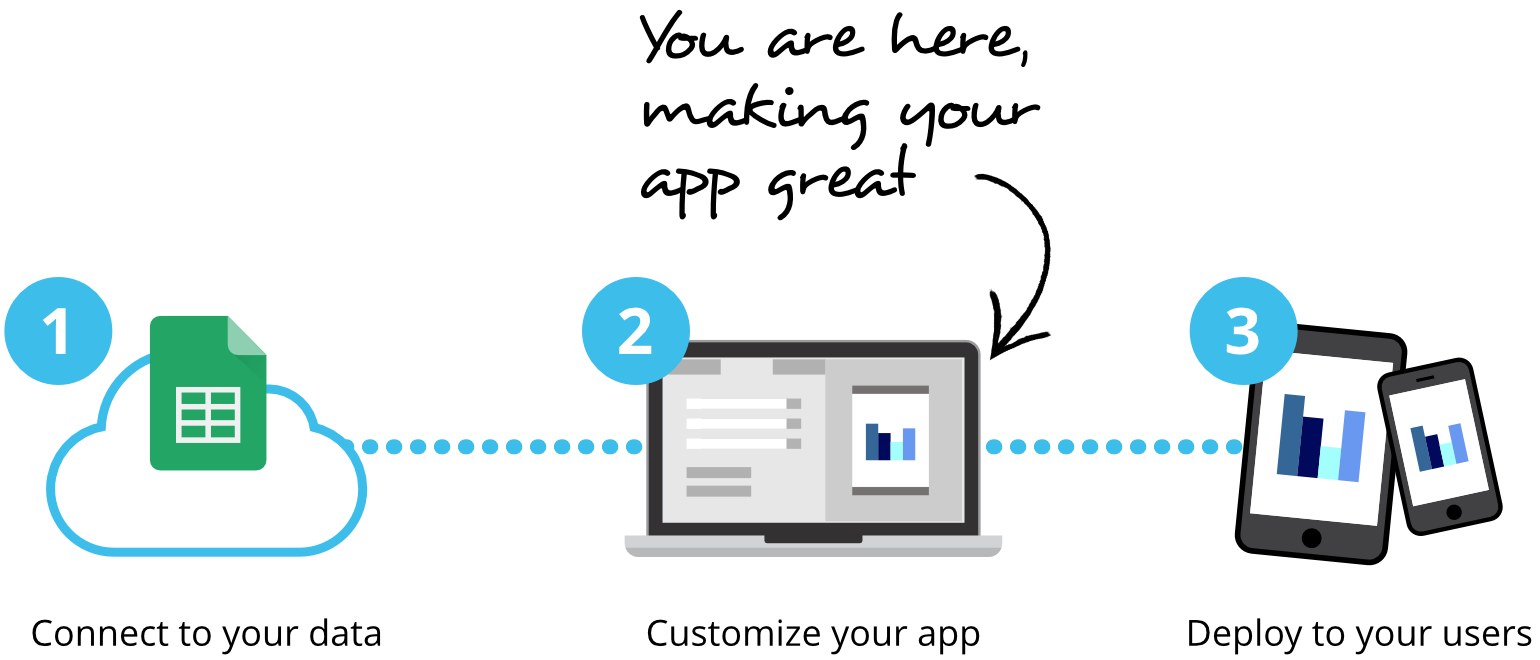 You are here,
making your
app great
1
2
3
Connect to your data
Customize your app
Deploy to your users